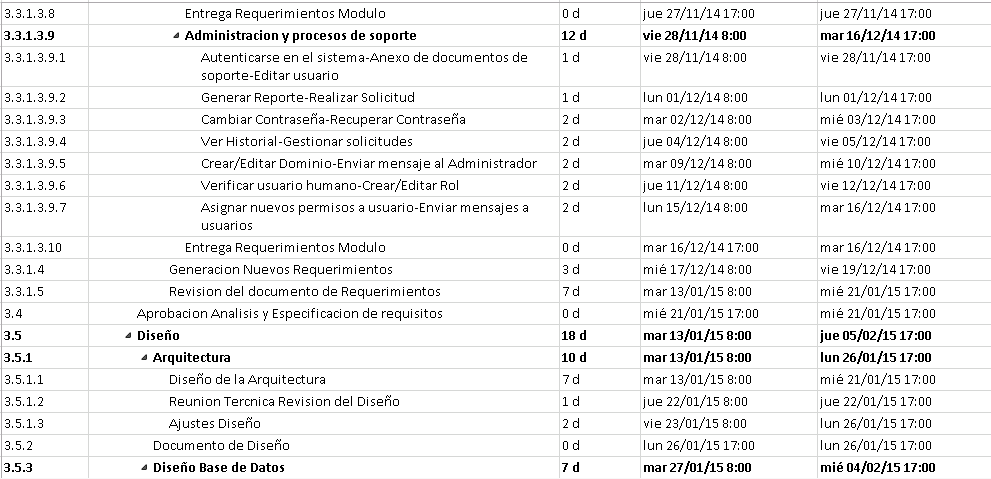 3.3.1.3.8 Entrega Requerimientos Modulo 0 d jue 27/11/14 17:00 jue 27/11/14 17:00
3.3.1.3.9 Administracion y procesos de soporte 12 d vie 28/11/14 8:00 mar 16/12/14 17:00
3.3.1.3.9.1 Autenticarse en el sistema-Anexo de documentos de 1 d vie 28/11/14 8:00 vie 28/11/14 17:00
soporte-Editar usuario
3.3.1.3.9.2 Generar Reporte-Realizar Solicitud 1 d lun 01/12/14 8:00 lun 01/12/14 17:00
3.3.1.3.9.3 Cambiar Contraseña-Recuperar Contraseña 2 d mar 02/12/14 8:00 mié 03/12/14 17:00
3.3.1.3.9.4 Ver Historial-Gestionar solicitudes 2 d jue 04/12/14 8:00 vie 05/12/14 17:00
3.3.1.3.9.5 Crear/Editar Dominio-Enviar mensaje al Administrador 2 d mar 09/12/14 8:00 mié 10/12/14 17:00
3.3.1.3.9.6 Verificar usuario humano-Crear/Editar Rol 2 d jue 11/12/14 8:00 vie 12/12/14 17:00
3.3.1.3.9.7 Asignar nuevos permisos a usuario-Enviar mensajes a 2 d lun 15/12/14 8:00 mar 16/12/14 17:00
usuarios
3.3.1.3.10 Entrega Requerimientos Modulo 0 d mar 16/12/14 17:00 mar 16/12/14 17:00
3.3.1.4 Generacion Nuevos Requerimientos 3 d mié 17/12/14 8:00 vie 19/12/14 17:00
3.3.1.5 Revision del documento de Requerimientos 7 d mar 13/01/15 8:00 mié 21/01/15 17:00
3.4 Aprobacion Analisis y Especificacion de requisitos 0 d mié 21/01/15 17:00 mié 21/01/15 17:00
3.5 Diseño 18 d mar 13/01/15 8:00 jue 05/02/15 17:00
3.5.1 Arquitectura 10 d mar 13/01/15 8:00 lun 26/01/15 17:00
3.5.1.1 Diseño de la Arquitectura 7 d mar 13/01/15 8:00 mié 21/01/15 17:00
3.5.1.2 Reunion Tercnica Revision del Diseño 1 d jue 22/01/15 8:00 jue 22/01/15 17:00
3.5.1.3 Ajustes Diseño 2 d vie 23/01/15 8:00 lun 26/01/15 17:00
3.5.2 Documento de Diseño 0 d lun 26/01/15 17:00 lun 26/01/15 17:00
3.5.3 Diseño Base de Datos 7 d mar 27/01/15 8:00 mié 04/02/15 17:00